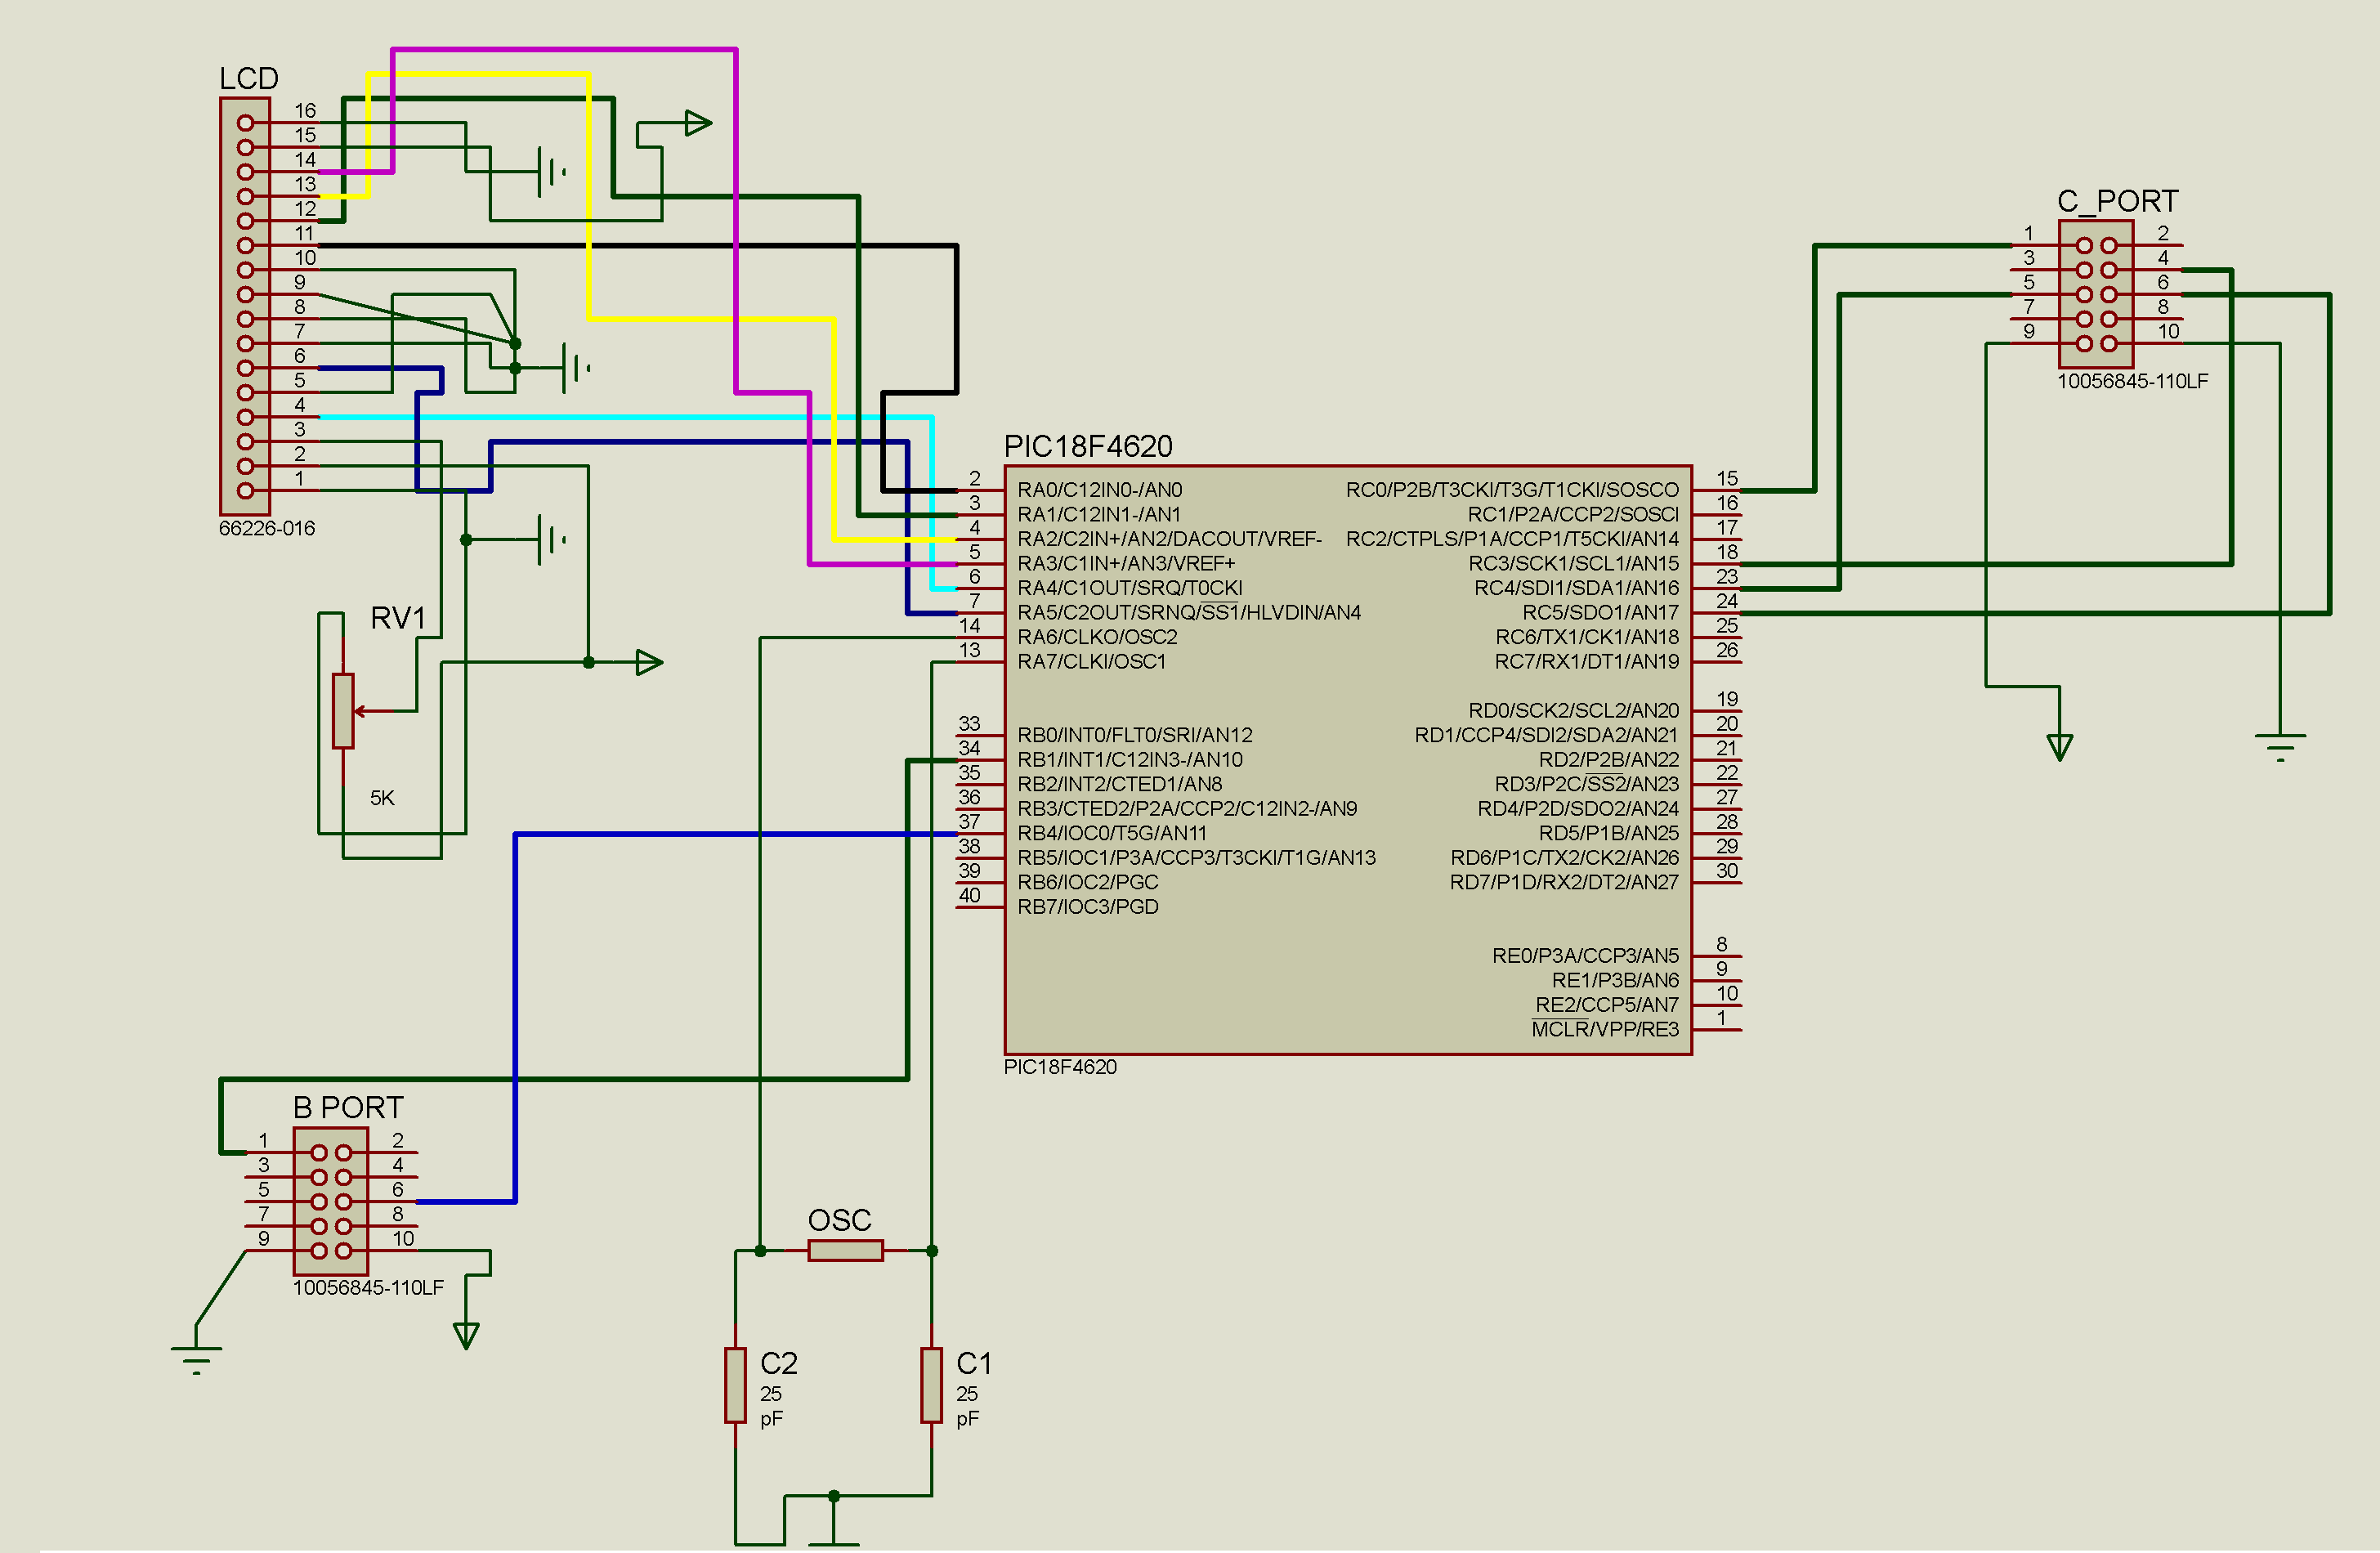 LCD
16
15
14
13
12
11
10
9
8
7
6
5
4
3
2
1
66226-016
RV1
5K
PIC18F4620
2 RA0/C12IN0-/AN0
3 RA1/C12IN1-/AN1
4 RA2/C2IN+/AN2/DACOUT/VREF-
5 RA3/C1IN+/AN3/VREF+
6 RA4/C1OUT/SRQ/T0CKI
7 RA5/C2OUT/SRNQ/SS1/HLVDIN/AN4
14 RA6/CLKO/OSC2
13 RA7/CLKI/OSC1
33 RB0/INT0/FLT0/SRI/AN12
34 RB1/INT1/C12IN3-/AN10
35 RB2/INT2/CTED1/AN8
36 RB3/CTED2/P2A/CCP2/C12IN2-/AN9
37 RB4/IOC0/T5G/AN11
38 RB5/IOC1/P3A/CCP3/T3CKI/T1G/AN13
39 RB6/IOC2/PGC
40 RB7/IOC3/PGD
RC0/P2B/T3CKI/T3G/T1CKI/SOSCO 15
RC1/P2A/CCP2/SOSCI 16
RC2/CTPLS/P1A/CCP1/T5CKI/AN14 17
RC3/SCK1/SCL1/AN15 18
RC4/SDI1/SDA1/AN16 23
RC5/SDO1/AN17 24
RC6/TX1/CK1/AN18 25
RC7/RX1/DT1/AN19 26
RD0/SCK2/SCL2/AN20 19
RD1/CCP4/SDI2/SDA2/AN21 20
RD2/P2B/AN22 21
RD3/P2C/SS2/AN23 22
RD4/P2D/SDO2/AN24 27
RD5/P1B/AN25 28
RD6/P1C/TX2/CK2/AN26 29
RD7/P1D/RX2/DT2/AN27 30
RE0/P3A/CCP3/AN5 8
RE1/P3B/AN6 9
RE2/CCP5/AN7 10
MCLR/VPP/RE3 1
PIC18F4620
C_PORT
1 2
3 4
5 6
7 8
9 10
10056845-110LF
B PORT
1 2
3 4
5 6
7 8
9 10
10056845-110LF
OSC
C2
25
pF
C1
25
pF